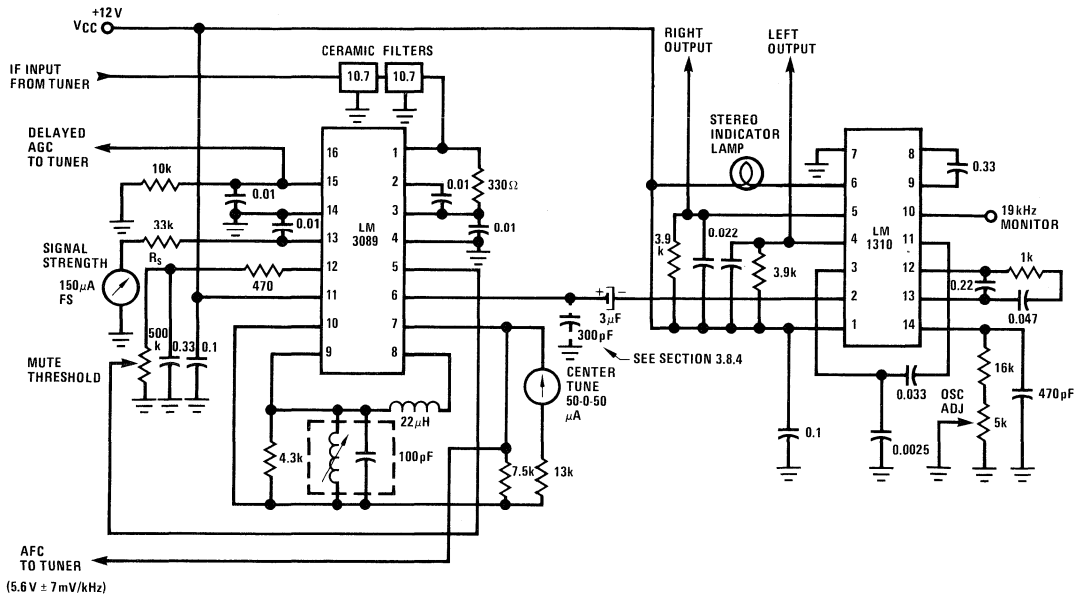 +12V
VCC
IF INPUT
FROM TUNER
CERAMIC FILTERS
10.7
10.7
DELAYED
AGC
TO TUNER
10k
0.01
0.01
33k
RS
SIGNAL
STRENGTH
150µA
FS
470
500
k
0.33
0.1
MUTE
THRESHOLD
16
15
14
13
12
11
10
9
1
2
3
4
5
6
7
8
LM
3089
0.01
330Ω
0.01
+
−
3µF
300pF
SEE SECTION 3.8.4
CENTER
TUNE
50-0-50
µA
22µH
4.3k
100pF
7.5k
13k
AFC
TO TUNER
(5.6V ± 7mV/kHz)
RIGHT
OUTPUT
LEFT
OUTPUT
STEREO
INDICATOR
LAMP
3.9
k
0.022
3.9k
0.1
7
6
5
4
3
2
1
8
9
10
11
12
13
14
LM
1310
0.33
19kHz
MONITOR
1k
0.22
0.047
0.033
0.0025
OSC
ADJ
16k
5k
470pF